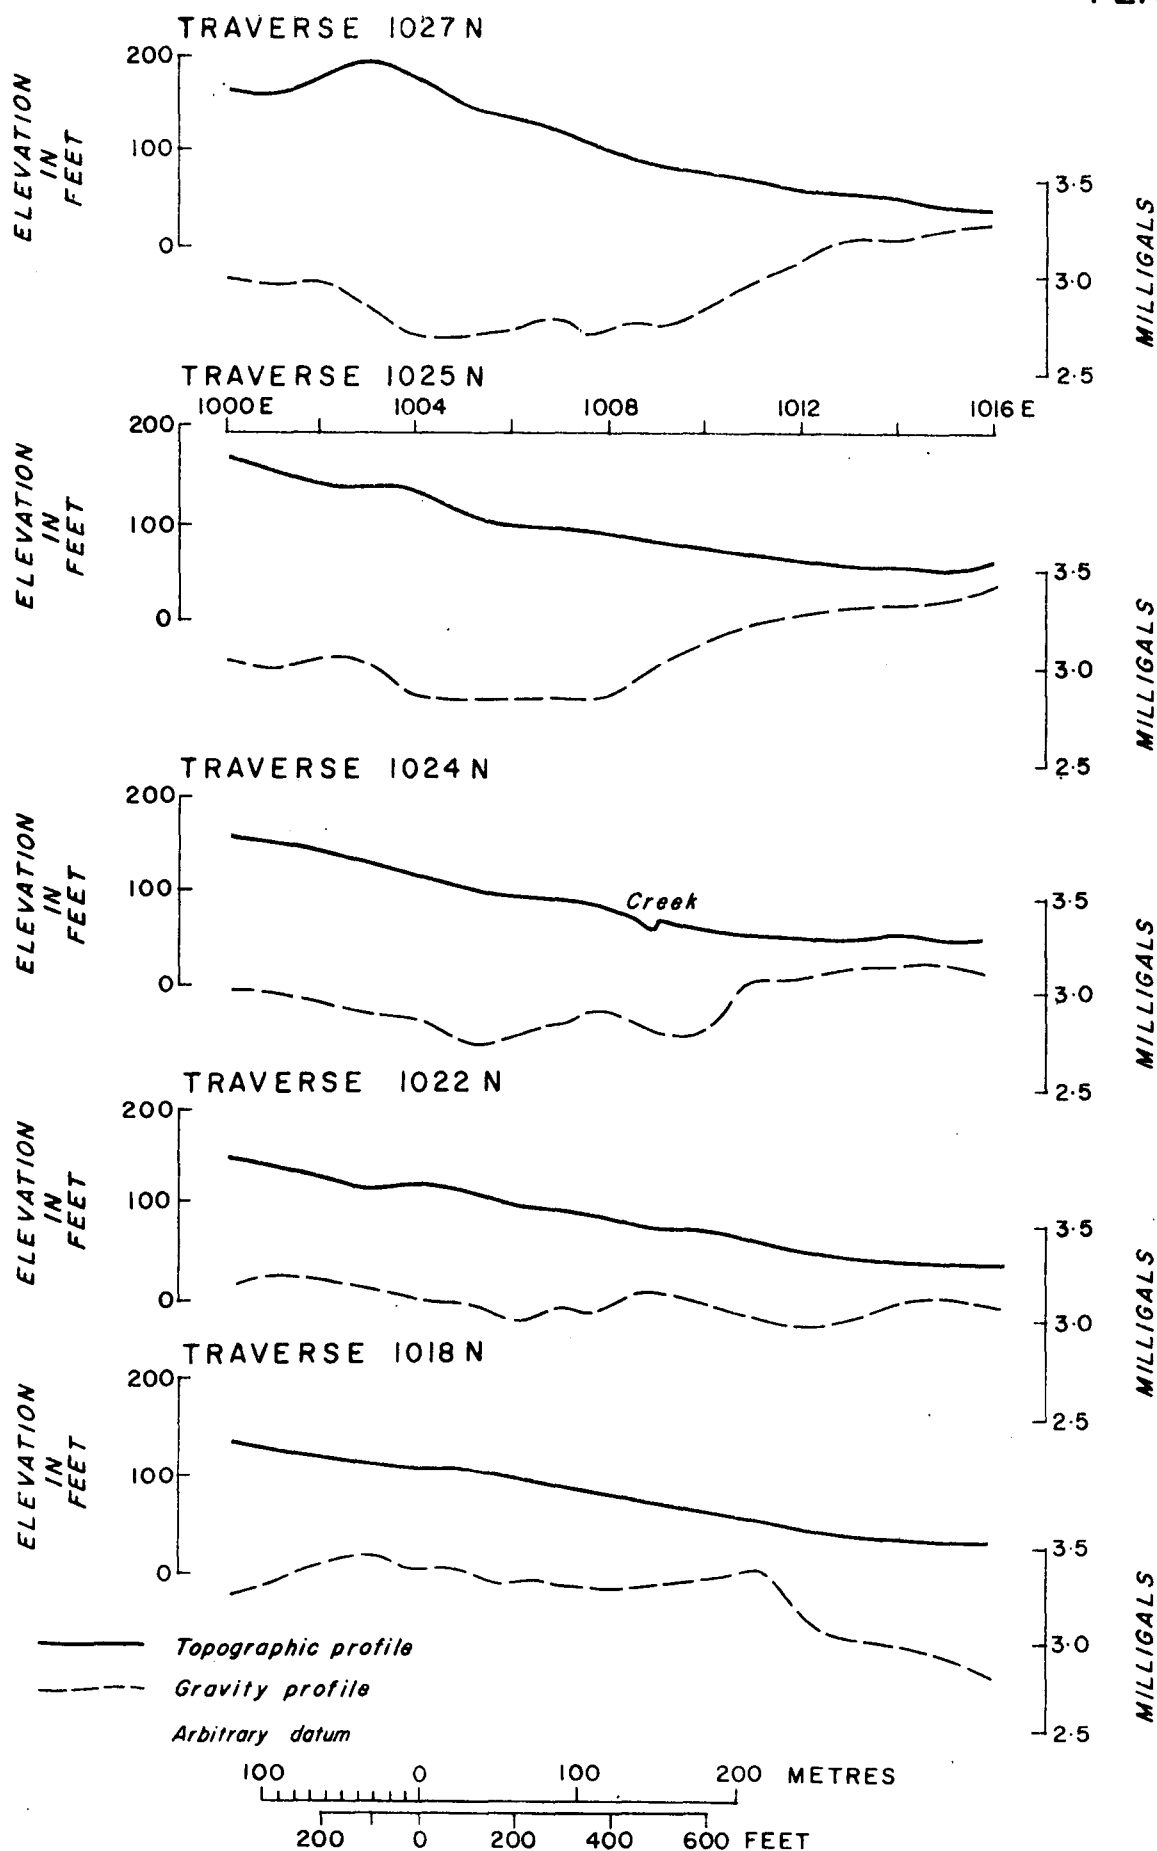 TRAVERSE 1027 N
ELEVATION
IN
FEET
200
100
0
3·5
3·0
2·5
MILLIGALS
TRAVERSE 1025 N
1000 E 1004 1008 1012 1016 E
ELEVATION
IN
FEET
200
100
0
3·5
3·0
2·5
MILLIGALS
TRAVERSE 1024 N
ELEVATION
IN
FEET
200
100
0
Creek
3·5
3·0
2·5
MILLIGALS
TRAVERSE 1022 N
ELEVATION
IN
FEET
200
100
0
3·5
3·0
2·5
MILLIGALS
TRAVERSE 1018 N
ELEVATION
IN
FEET
200
100
0
3·5
3·0
2·5
MILLIGALS
Topographic profile
Gravity profile
Arbitrary datum
100 0 100 200 METRES
200 0 200 400 600 FEET